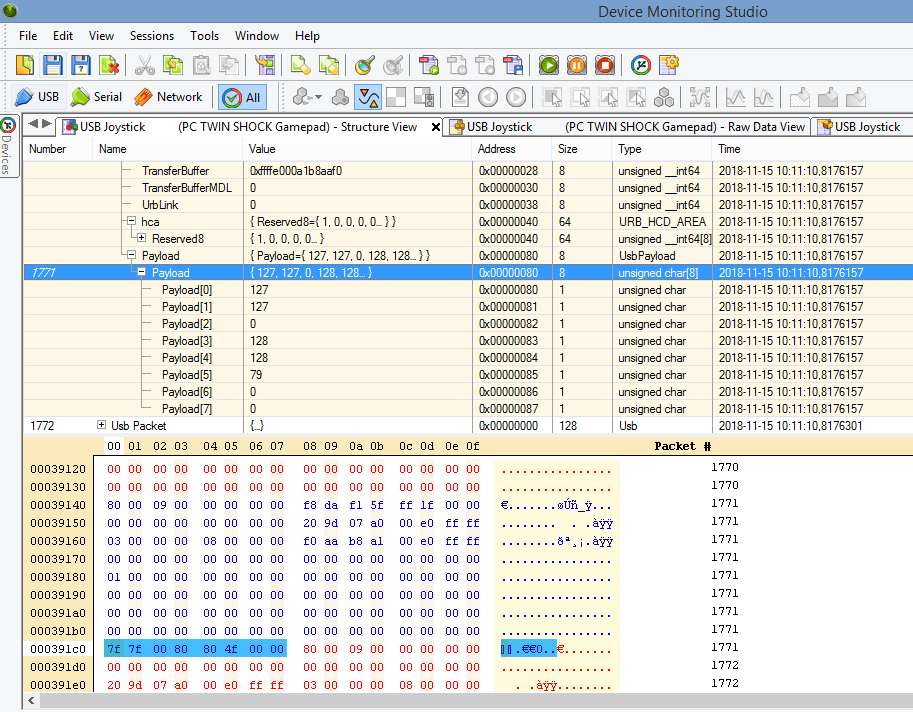 Device Monitoring Studio
File Edit View Sessions Tools Window Help
USB Serial Network All
Devices
USB Joystick (PC TWIN SHOCK Gamepad) - Structure View USB Joystick (PC TWIN SHOCK Gamepad) - Raw Data View USB Joystick
Number Name Value Address Size Type Time
TransferBuffer 0xffffe000a1b8aaf0 0x00000028 8 unsigned __int64 2018-11-15 10:11:10,8176157
TransferBufferMDL 0 0x00000030 8 unsigned __int64 2018-11-15 10:11:10,8176157
UrbLink 0 0x00000038 8 unsigned __int64 2018-11-15 10:11:10,8176157
hca { Reserved8={ 1, 0, 0, 0, 0... } } 0x00000040 64 URB_HCD_AREA 2018-11-15 10:11:10,8176157
Reserved8 { 1, 0, 0, 0, 0... } 0x00000040 64 unsigned __int64[8] 2018-11-15 10:11:10,8176157
Payload { Payload={ 127, 127, 0, 128, 128... } } 0x00000080 8 UsbPayload 2018-11-15 10:11:10,8176157
1771 Payload { 127, 127, 0, 128, 128... } 0x00000080 8 unsigned char[8] 2018-11-15 10:11:10,8176157
Payload[0] 127 0x00000080 1 unsigned char 2018-11-15 10:11:10,8176157
Payload[1] 127 0x00000081 1 unsigned char 2018-11-15 10:11:10,8176157
Payload[2] 0 0x00000082 1 unsigned char 2018-11-15 10:11:10,8176157
Payload[3] 128 0x00000083 1 unsigned char 2018-11-15 10:11:10,8176157
Payload[4] 128 0x00000084 1 unsigned char 2018-11-15 10:11:10,8176157
Payload[5] 79 0x00000085 1 unsigned char 2018-11-15 10:11:10,8176157
Payload[6] 0 0x00000086 1 unsigned char 2018-11-15 10:11:10,8176157
Payload[7] 0 0x00000087 1 unsigned char 2018-11-15 10:11:10,8176157
1772 Usb Packet {...} 0x00000000 128 Usb 2018-11-15 10:11:10,8176301
00 01 02 03 04 05 06 07 08 09 0a 0b 0c 0d 0e 0f Packet #
00039120 00 00 00 00 00 00 00 00 00 00 00 00 00 00 00 00 ................ 1770
00039130 00 00 00 00 00 00 00 00 00 00 00 00 00 00 00 00 ................ 1770
00039140 80 00 09 00 00 00 00 00 f8 da f1 5f ff 1f 00 00 €.......øÚñ_ÿ... 1771
00039150 00 00 00 00 00 00 00 00 20 9d 07 a0 00 e0 ff ff ........ . .àÿÿ 1771
00039160 03 00 00 00 08 00 00 00 f0 aa b8 a1 00 e0 ff ff ........ðª¸¡.àÿÿ 1771
00039170 00 00 00 00 00 00 00 00 00 00 00 00 00 00 00 00 ................ 1771
00039180 01 00 00 00 00 00 00 00 00 00 00 00 00 00 00 00 ................ 1771
00039190 00 00 00 00 00 00 00 00 00 00 00 00 00 00 00 00 ................ 1771
000391a0 00 00 00 00 00 00 00 00 00 00 00 00 00 00 00 00 ................ 1771
000391b0 00 00 00 00 00 00 00 00 00 00 00 00 00 00 00 00 ................ 1771
000391c0 7f 7f 00 80 80 4f 00 00 80 00 09 00 00 00 00 00 .€€O..€....... 1771
000391d0 00 00 00 00 00 00 00 00 00 00 00 00 00 00 00 00 ................ 1772
000391e0 20 9d 07 a0 00 e0 ff ff 03 00 00 00 08 00 00 00 . .àÿÿ........ 1772